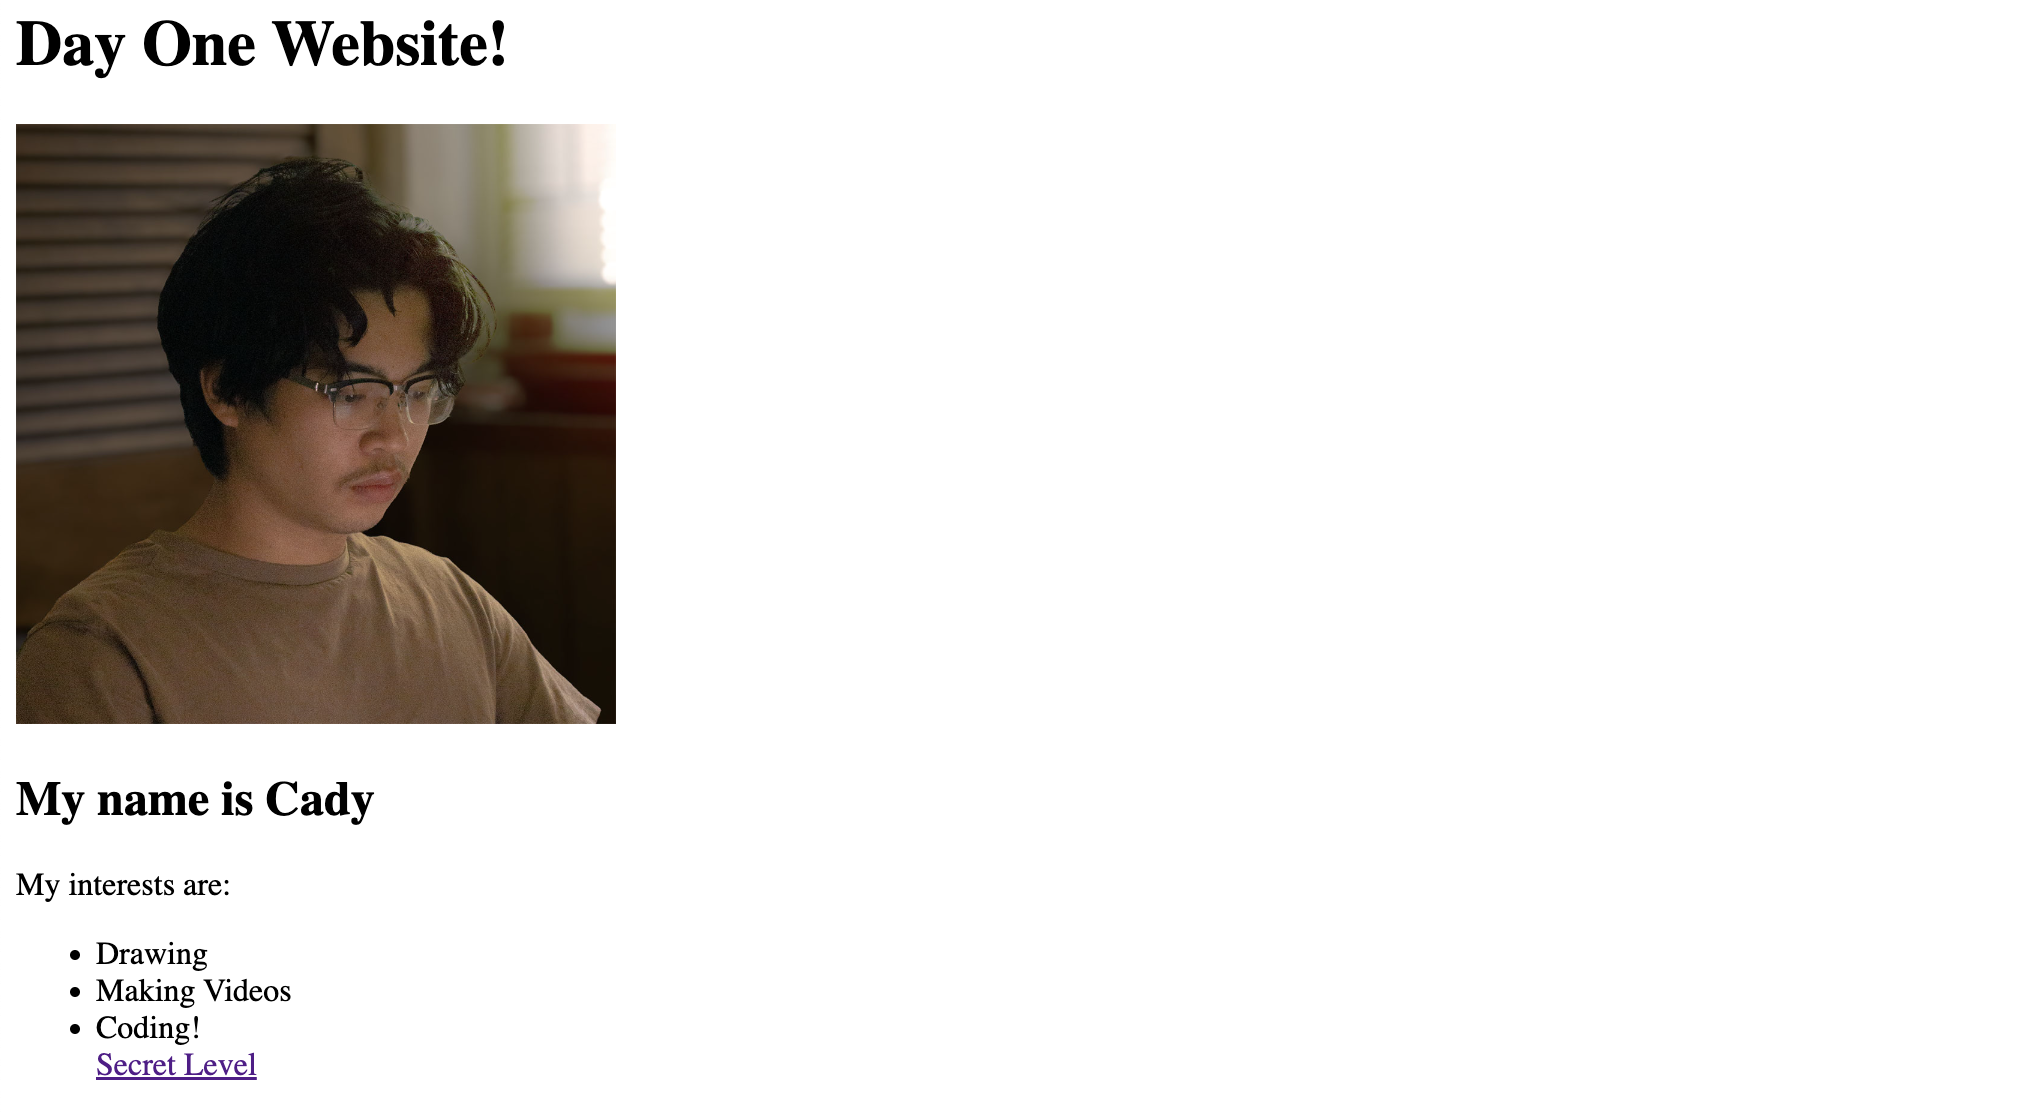 Day One Website!
My name is Cady
My interests are:
• Drawing
• Making Videos
• Coding!
Secret Level